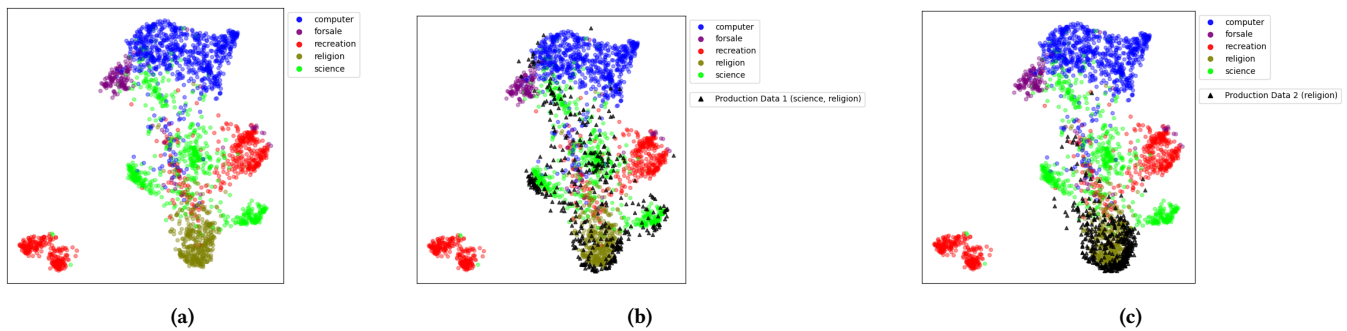 computer
forsale
recreation
religion
science
computer
forsale
recreation
religion
science
Production Data 1 (science, religion)
computer
forsale
recreation
religion
science
Production Data 2 (religion)
(a)
(b)
(c)